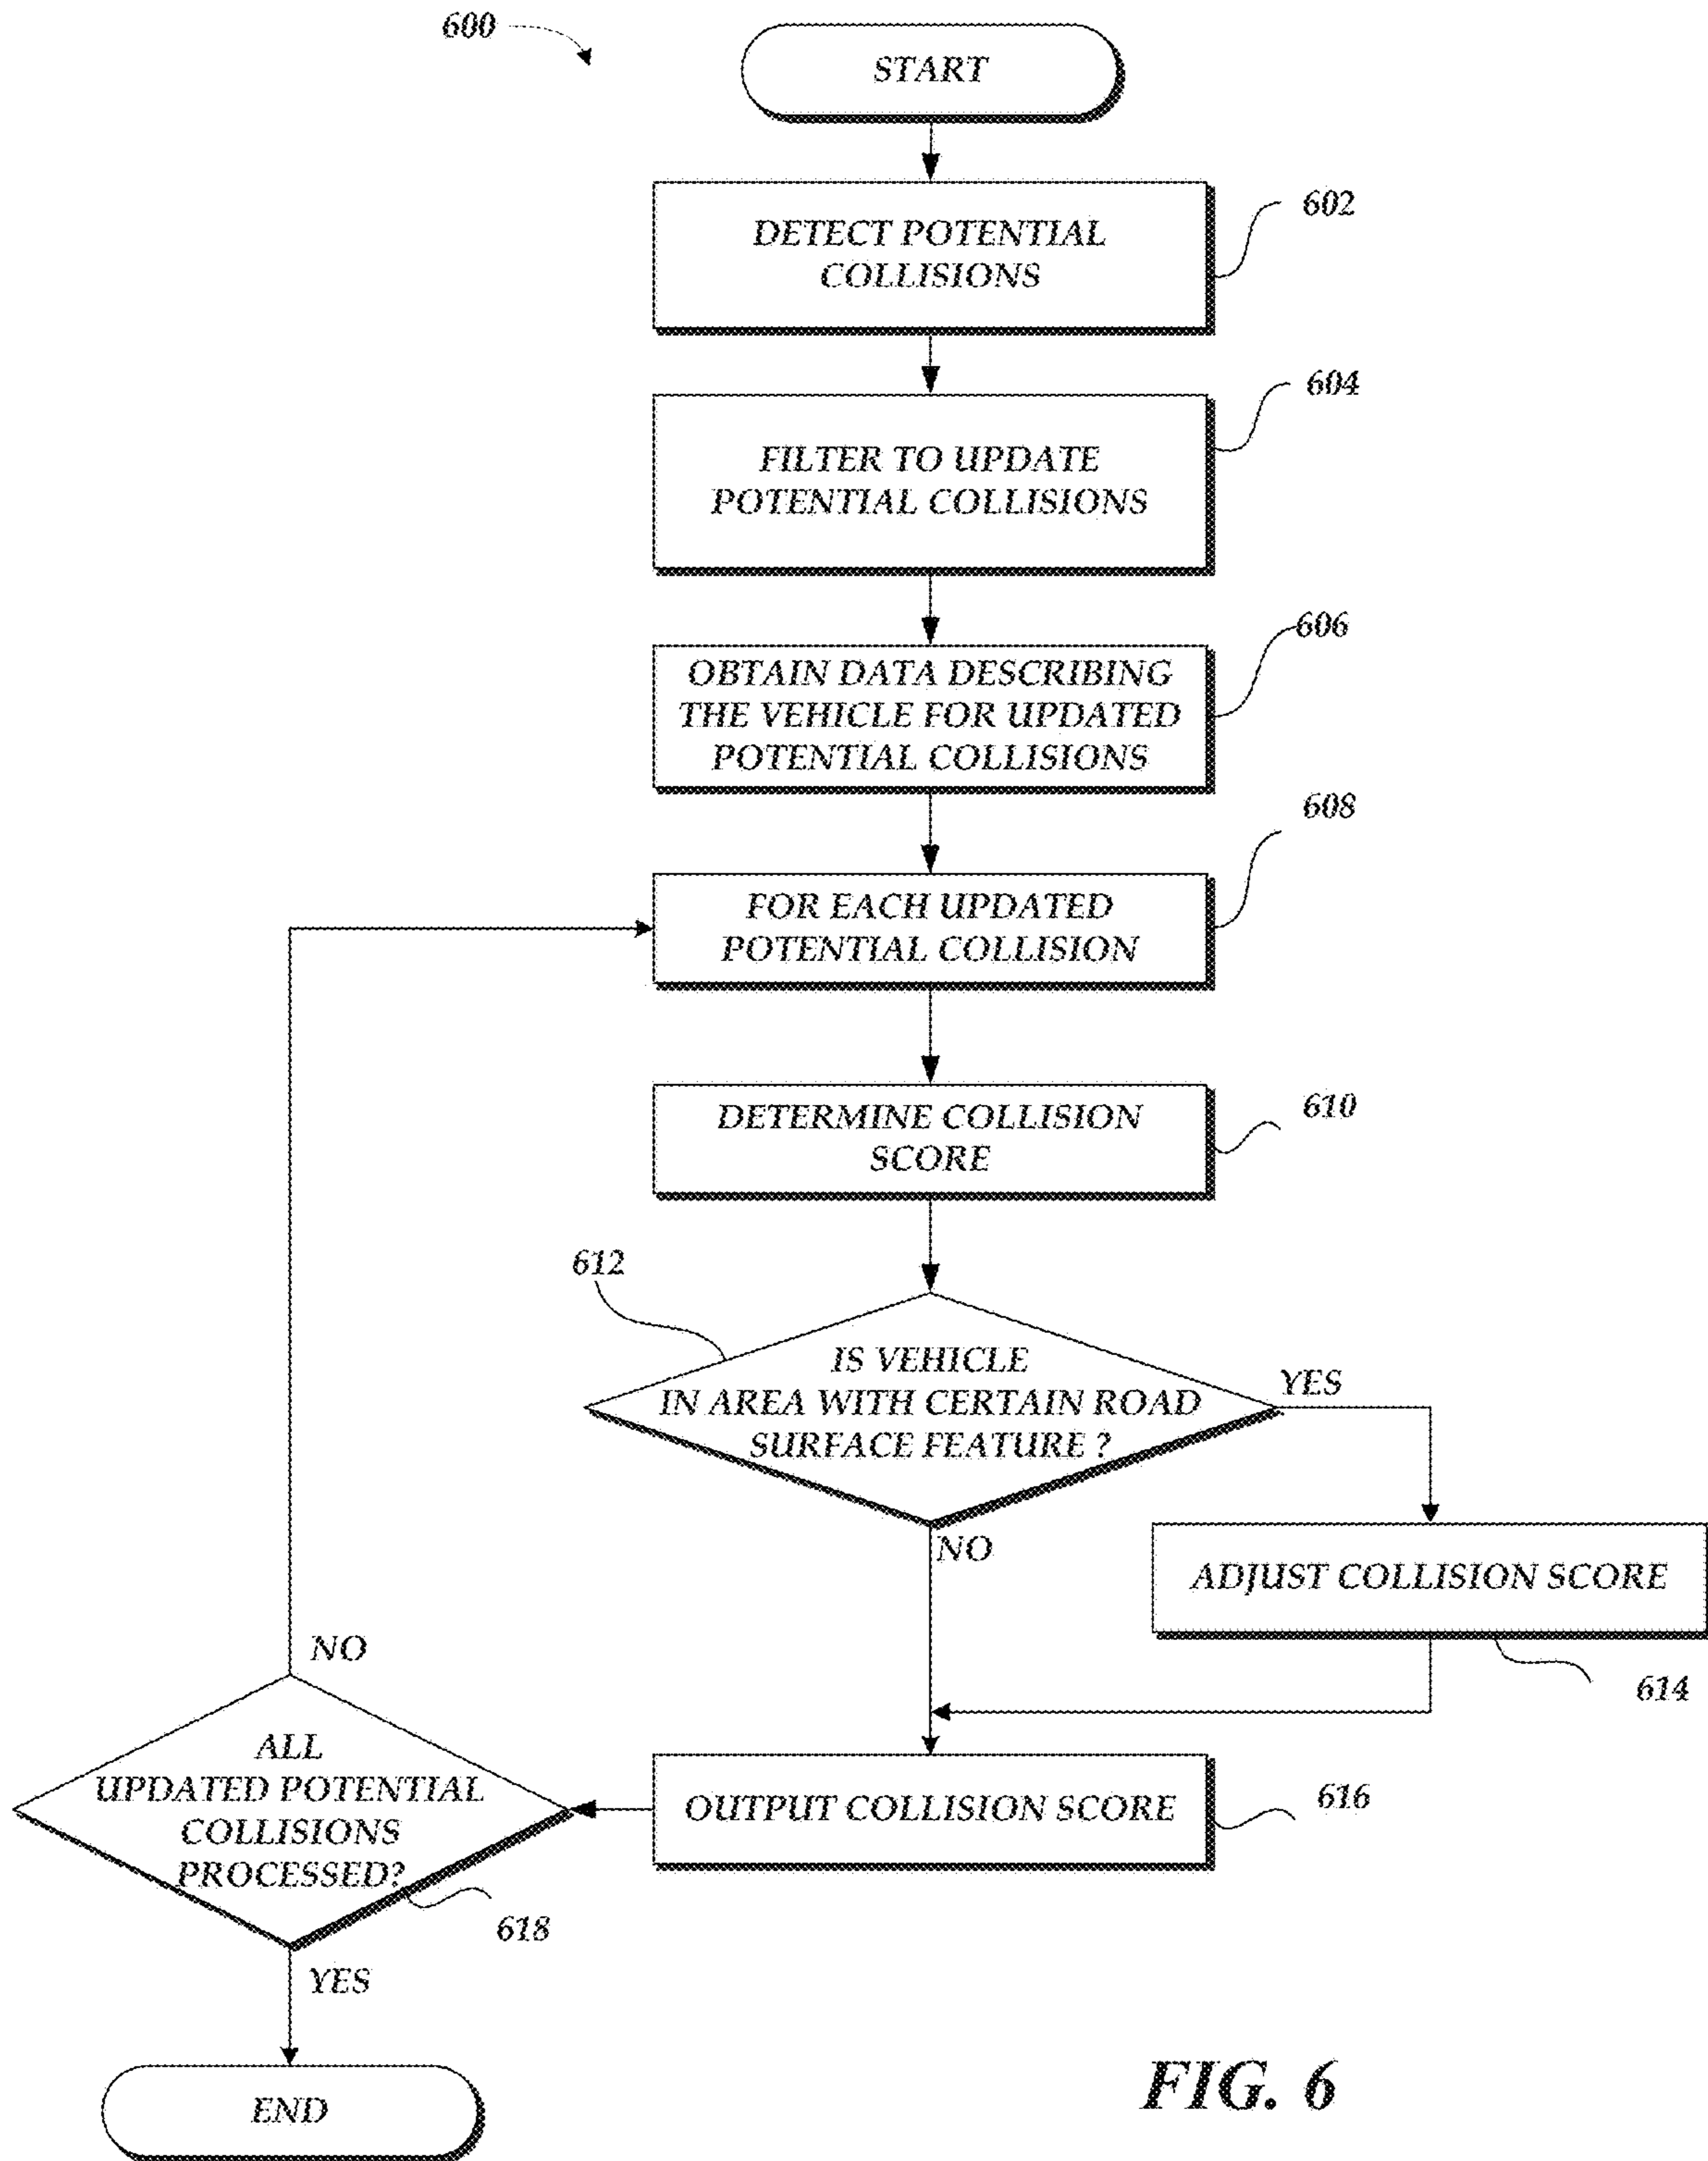 600
START
602
DETECT POTENTIAL
COLLISIONS
604
FILTER TO UPDATE
POTENTIAL COLLISIONS
606
OBTAIN DATA DESCRIBING
THE VEHICLE FOR UPDATED
POTENTIAL COLLISIONS
608
FOR EACH UPDATED
POTENTIAL COLLISION
610
DETERMINE COLLISION
SCORE
612
IS VEHICLE
IN AREA WITH CERTAIN ROAD
SURFACE FEATURE ?
YES
NO
ADJUST COLLISION SCORE
614
616
OUTPUT COLLISION SCORE
NO
ALL
UPDATED POTENTIAL
COLLISIONS
PROCESSED?
618
YES
END
FIG. 6